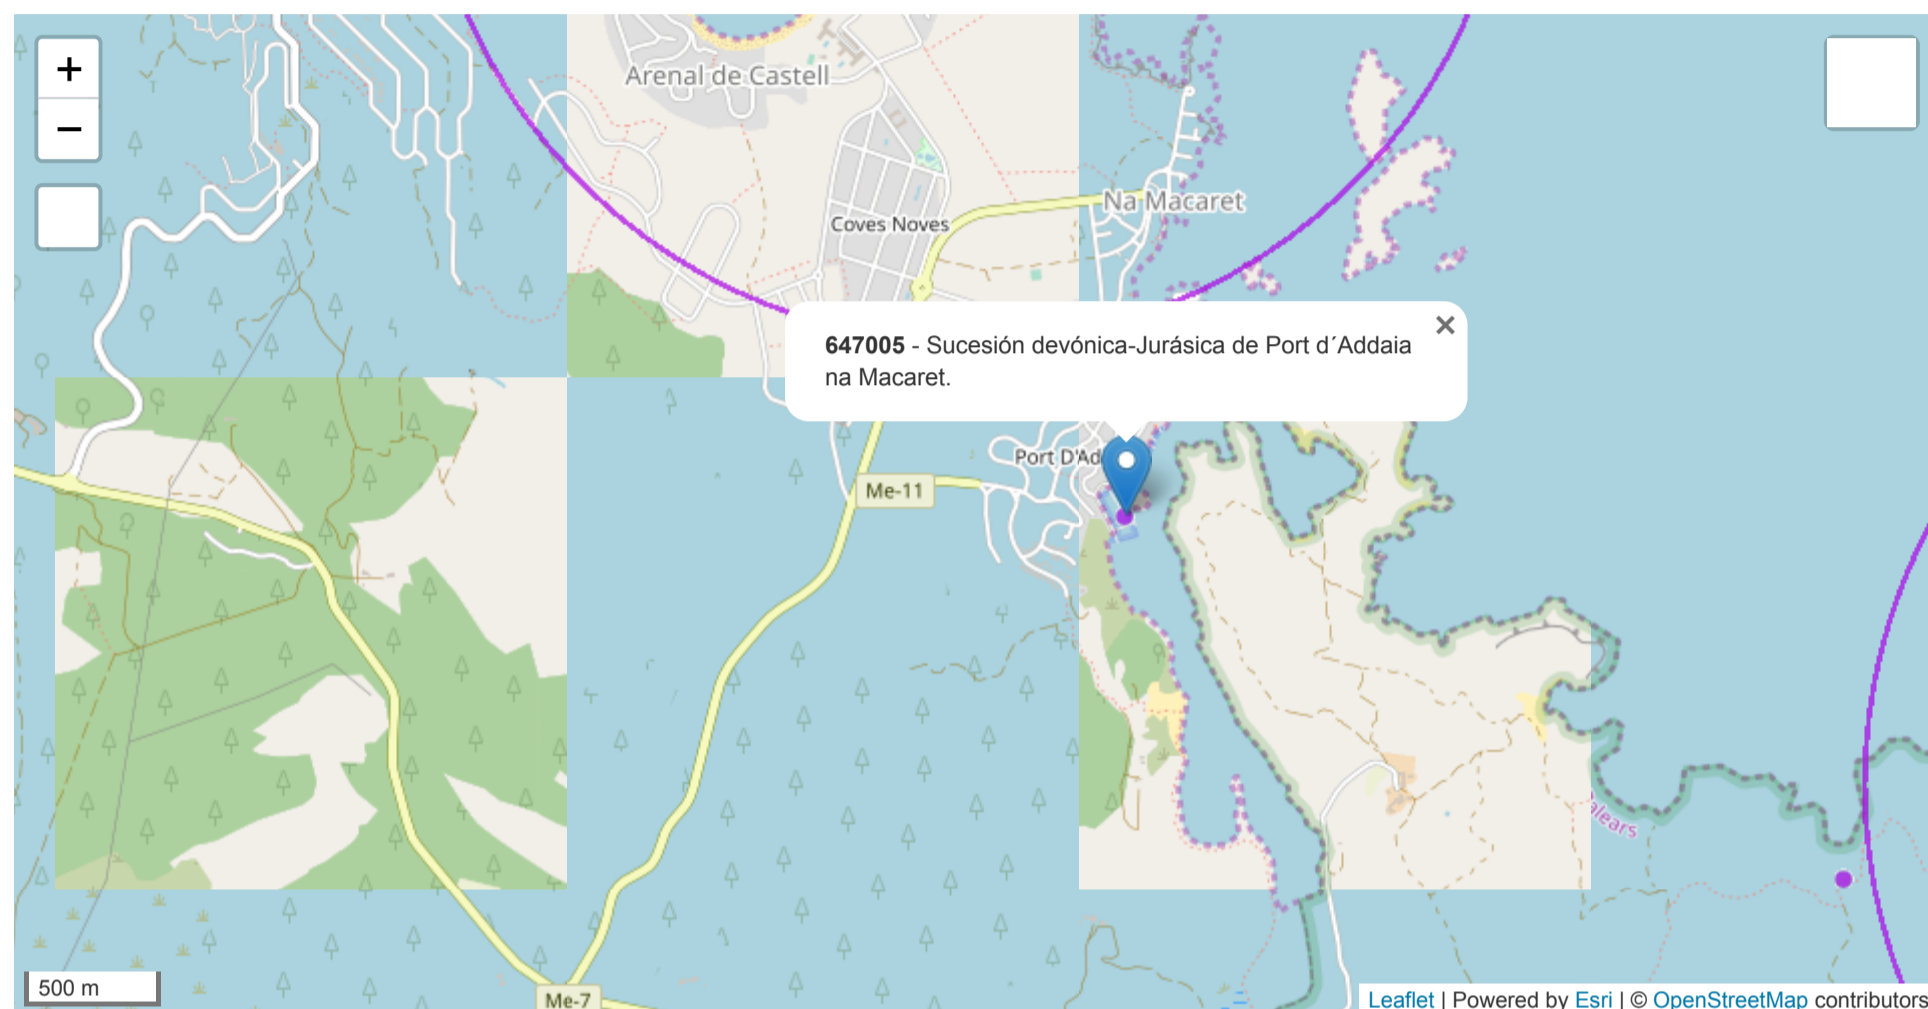 +
−
Arenal de Castell
Na Macaret
Coves Noves
647005 - Sucesión devónica-Jurásica de Port d´Addaia
na Macaret.
×
Port D'Ad
Me-11
alears
500 m
Me-7
Leaflet | Powered by Esri | © OpenStreetMap contributors